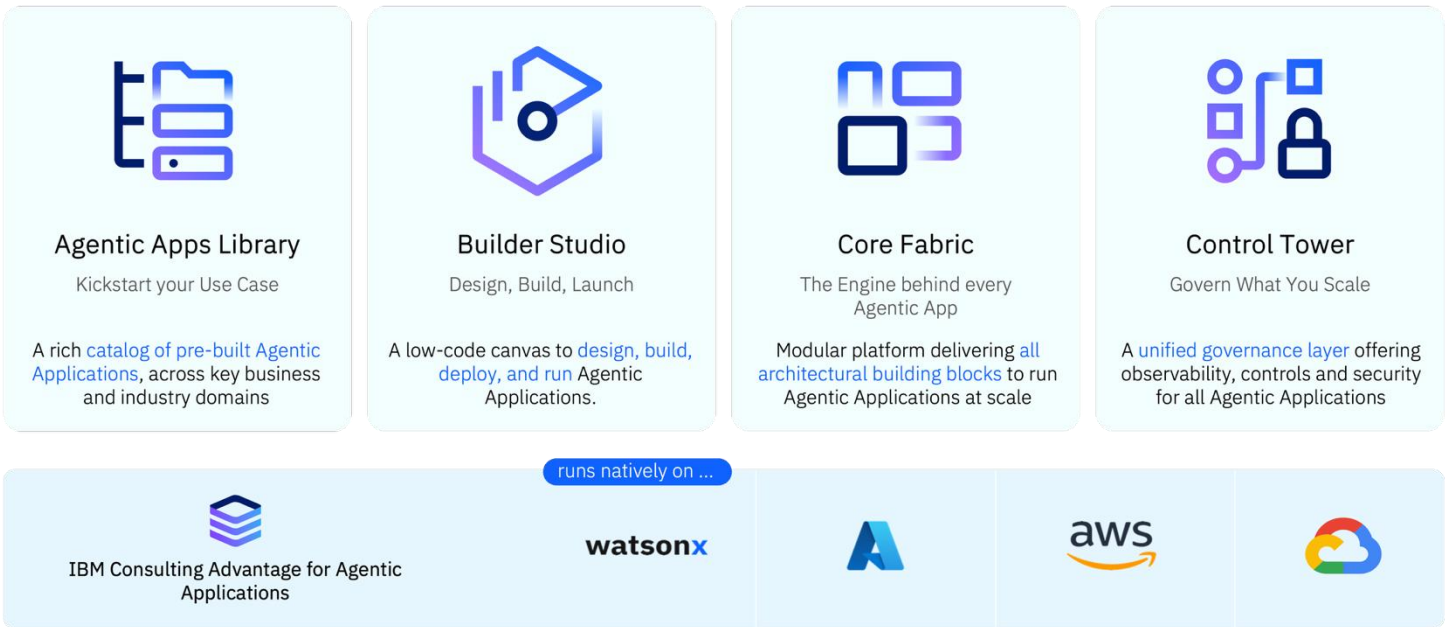 Agentic Apps Library
Kickstart your Use Case
A rich catalog of pre-built Agentic
Applications, across key business
and industry domains
Builder Studio
Design, Build, Launch
A low-code canvas to design, build,
deploy, and run Agentic
Applications.
Core Fabric
The Engine behind every
Agentic App
Modular platform delivering all
architectural building blocks to run
Agentic Applications at scale
Control Tower
Govern What You Scale
A unified governance layer offering
observability, controls and security
for all Agentic Applications
runs natively on ...
IBM Consulting Advantage for Agentic
Applications
watsonx
aws